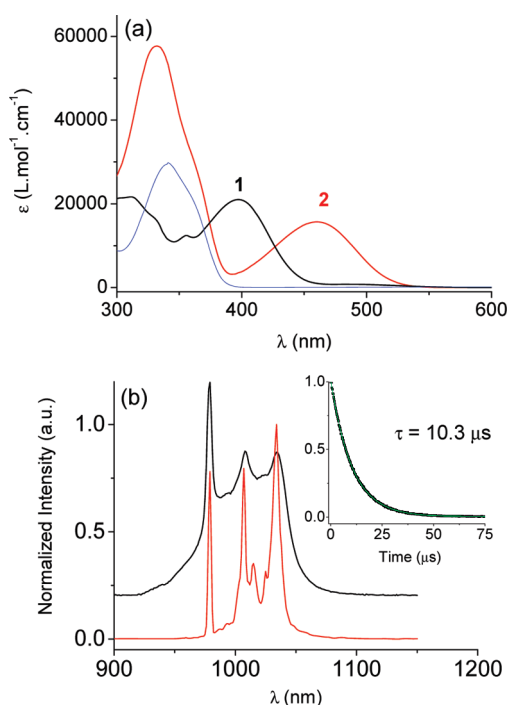 (a)
ε (L.mol⁻¹.cm⁻¹)
60000
40000
20000
0
1
2
300 400 500 600
λ (nm)
(b)
Normalized Intensity (a.u.)
1.0
0.5
0.0
1.0
0.5
0.0
τ = 10.3 μs
0 25 50 75
Time (μs)
900 1000 1100 1200
λ (nm)